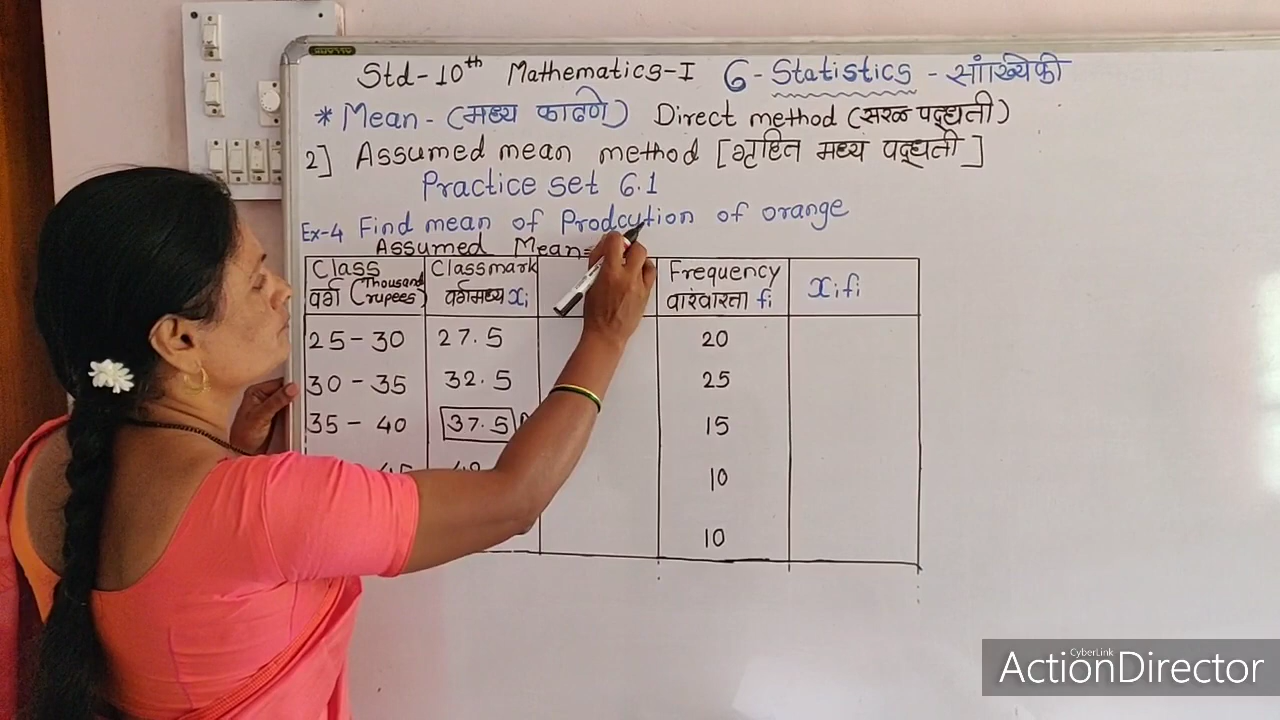 Std-10th Mathematics-I 6-Statistics - सांख्यिकी
* Mean - (मध्य काढणे) Direct method (सरळ पद्धती)
2] Assumed mean method [गृहित मध्य पद्धती]
Practice set 6.1
Ex-4 Find mean of Prodcution of orange
Assumed Mean=
Class वर्ग (Thousand rupees) Classmark वर्गमध्य xi Frequency वारंवारता fi xifi
25-30 27.5 20
30-35 32.5 25
35-40 37.5 15
10
10
CyberLink
ActionDirector